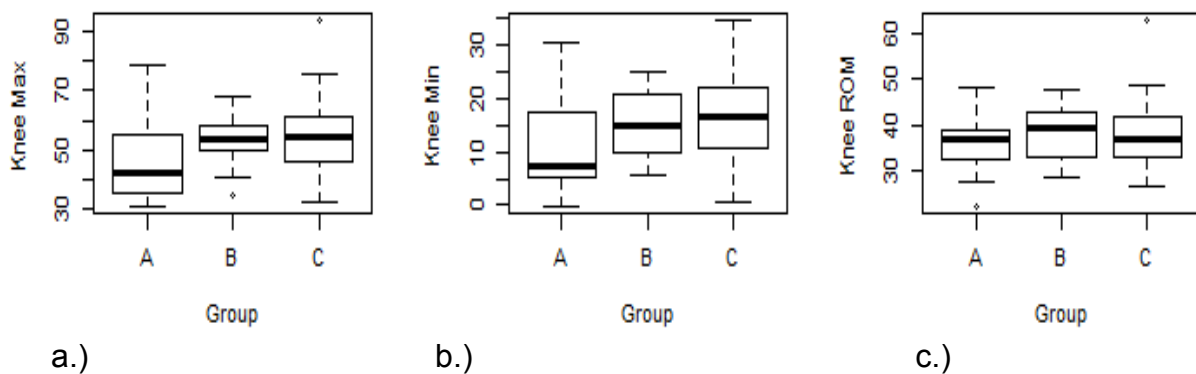 Knee Max
90
70
50
30
A B C
Group
a.)
Knee Min
30
20
10
0
A B C
Group
b.)
Knee ROM
60
50
40
30
A B C
Group
c.)